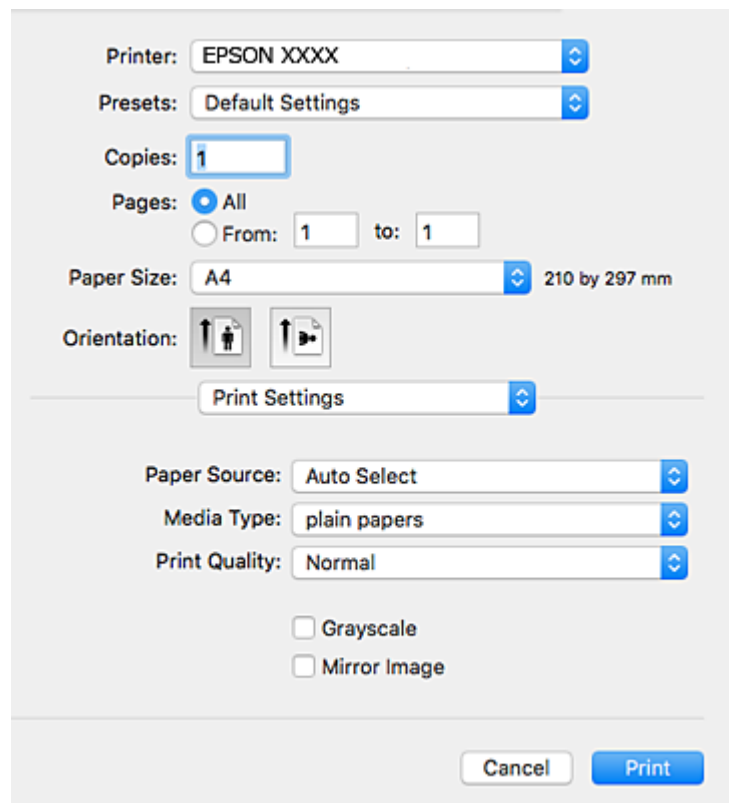 Printer: EPSON XXXX
Presets: Default Settings
Copies: 1
Pages: All
From: 1 to: 1
Paper Size: A4 210 by 297 mm
Orientation:
Print Settings
Paper Source: Auto Select
Media Type: plain papers
Print Quality: Normal
Grayscale
Mirror Image
Cancel Print